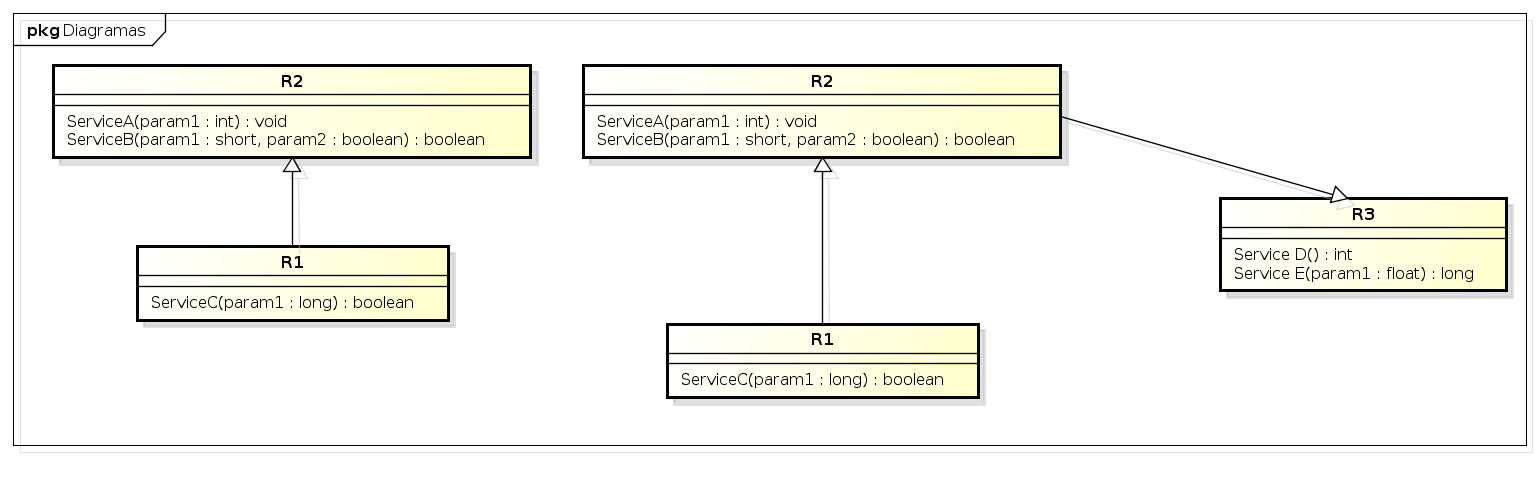 pkg Diagramas
R2
ServiceA(param1 : int) : void
ServiceB(param1 : short, param2 : boolean) : boolean
R1
ServiceC(param1 : long) : boolean
R2
ServiceA(param1 : int) : void
ServiceB(param1 : short, param2 : boolean) : boolean
R1
ServiceC(param1 : long) : boolean
R3
Service D() : int
Service E(param1 : float) : long